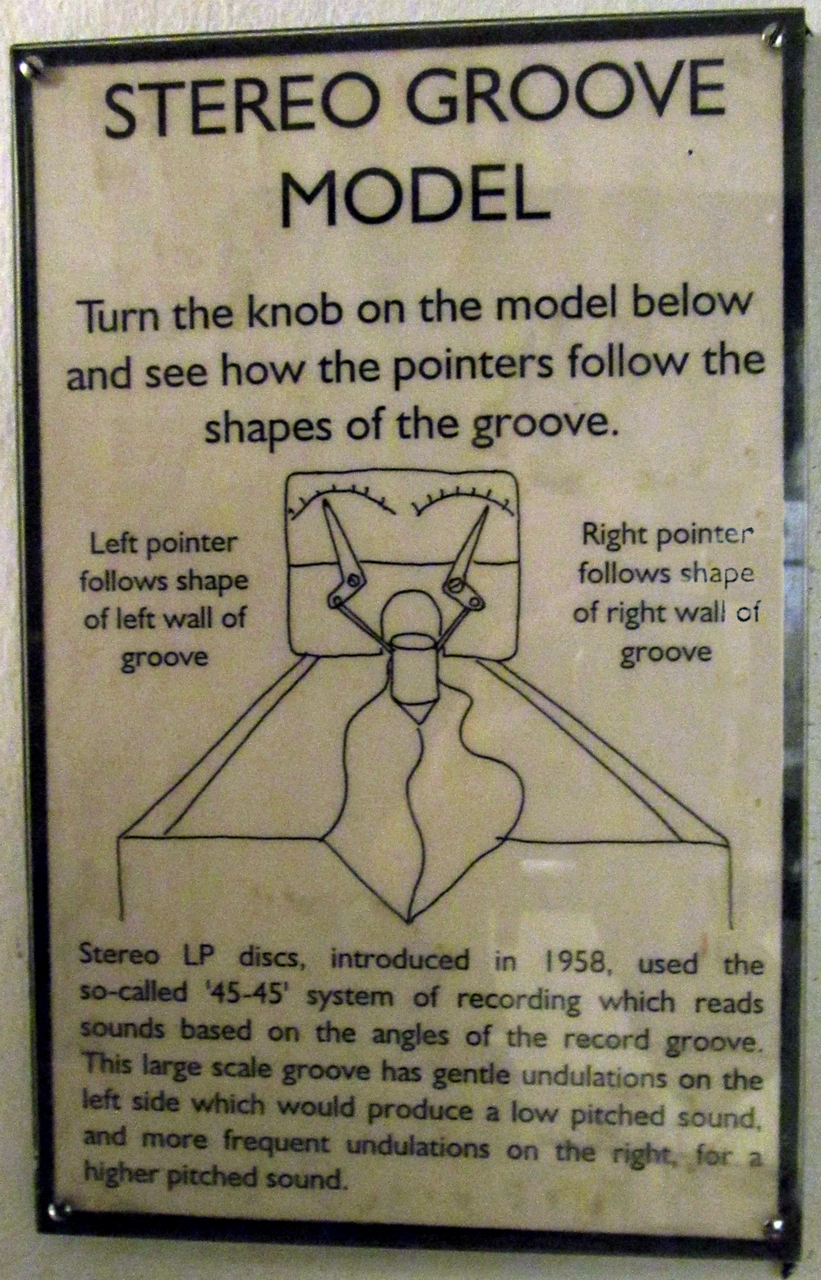 STEREO GROOVE
MODEL
Turn the knob on the model below
and see how the pointers follow the
shapes of the groove.
Left pointer
follows shape
of left wall of
groove
Right pointer
follows shape
of right wall of
groove
Stereo LP discs, introduced in 1958, used the
so-called '45-45' system of recording which reads
sounds based on the angles of the record groove.
This large scale groove has gentle undulations on the
left side which would produce a low pitched sound,
and more frequent undulations on the right, for a
higher pitched sound.